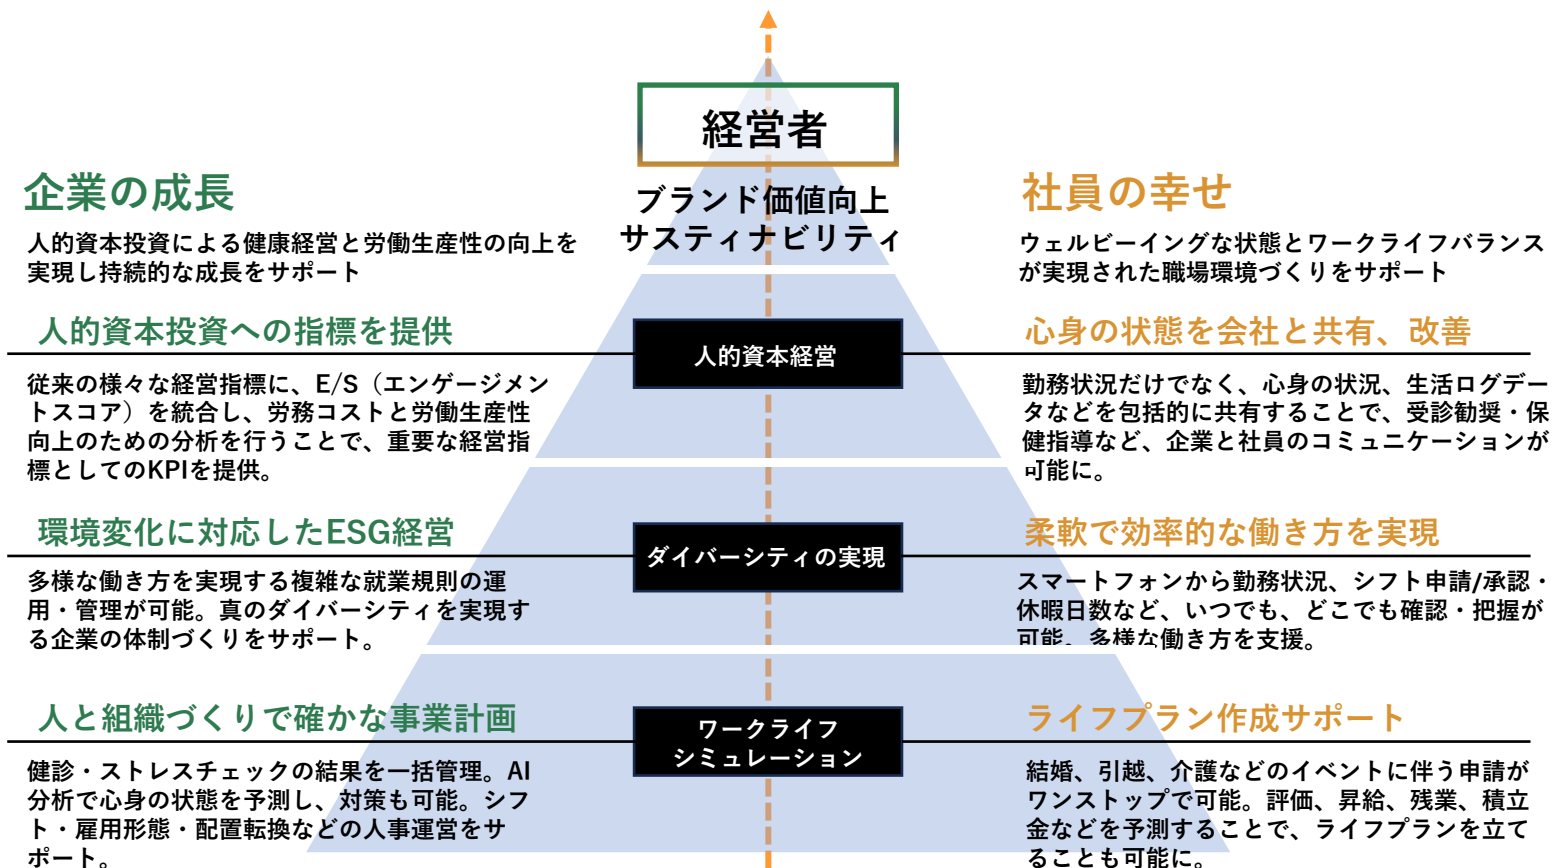 経営者
ブランド価値向上
サスティナビリティ
企業の成長
人的資本投資による健康経営と労働生産性の向上を
実現し持続的な成長をサポート
社員の幸せ
ウェルビーイングな状態とワークライフバランス
が実現された職場環境づくりをサポート
人的資本投資への指標を提供
従来の様々な経営指標に、E/S（エンゲージメン
トスコア）を統合し、労務コストと労働生産性
向上のための分析を行うことで、重要な経営指
標としてのKPIを提供。
人的資本経営
心身の状態を会社と共有、改善
勤務状況だけでなく、心身の状況、生活ログデー
タなどを包括的に共有することで、受診勧奨・保
健指導など、企業と社員のコミュニケーションが
可能に。
環境変化に対応したESG経営
多様な働き方を実現する複雑な就業規則の運
用・管理が可能。真のダイバーシティを実現す
る企業の体制づくりをサポート。
ダイバーシティの実現
柔軟で効率的な働き方を実現
スマートフォンから勤務状況、シフト申請/承認・
休暇日数など、いつでも、どこでも確認・把握が
可能。多様な働き方を支援。
人と組織づくりで確かな事業計画
健診・ストレスチェックの結果を一括管理。AI
分析で心身の状態を予測し、対策も可能。シフ
ト・雇用形態・配置転換などの人事運営をサ
ポート。
ワークライフ
シミュレーション
ライフプラン作成サポート
結婚、引越、介護などのイベントに伴う申請が
ワンストップで可能。評価、昇給、残業、積立
金などを予測することで、ライフプランを立て
ることも可能に。